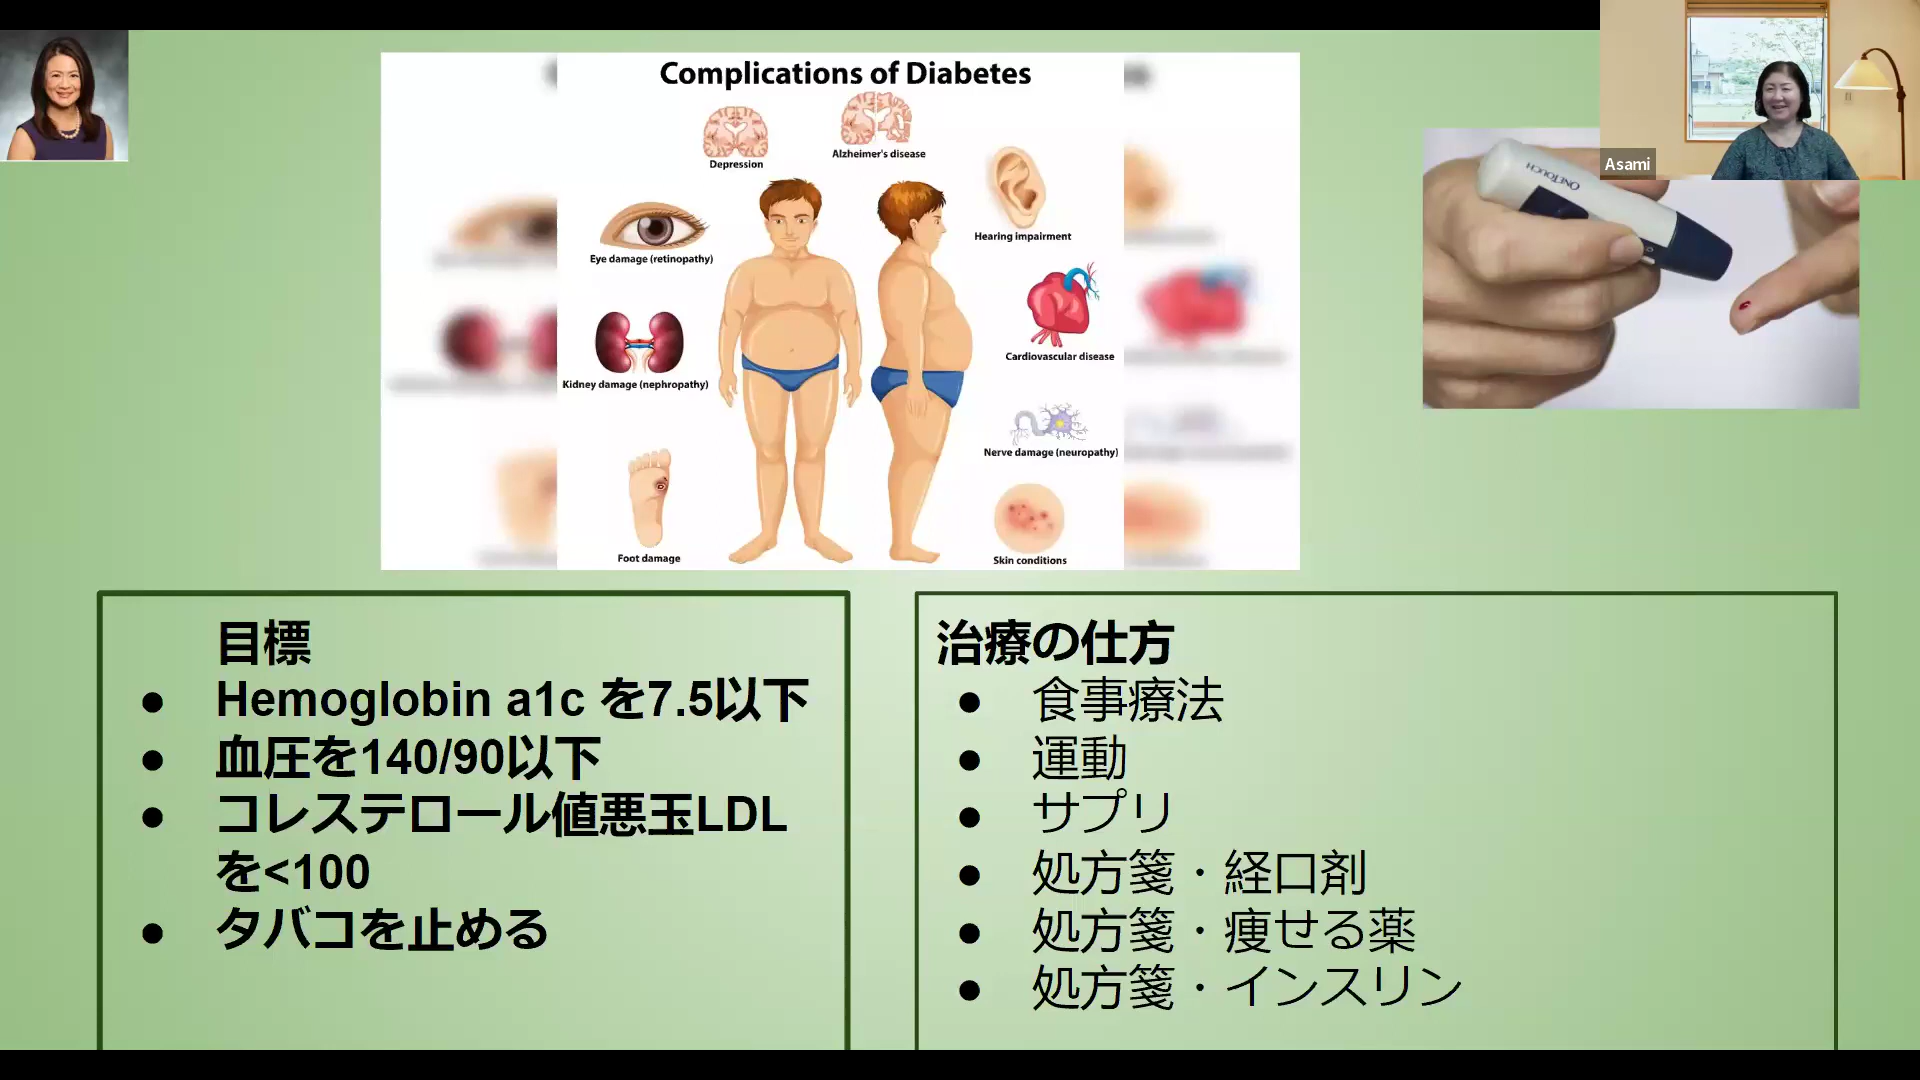 Complications of Diabetes
Depression
Alzheimer's disease
Hearing impairment
Eye damage (retinopathy)
Cardiovascular disease
Kidney damage (nephropathy)
Nerve damage (neuropathy)
Foot damage
Skin conditions
ONETOUCH
Asami
目標
● Hemoglobin a1c を7.5以下
● 血圧を140/90以下
● コレステロール値悪玉LDL
を<100
● タバコを止める
治療の仕方
● 食事療法
● 運動
● サプリ
● 処方箋・経口剤
● 処方箋・痩せる薬
● 処方箋・インスリン